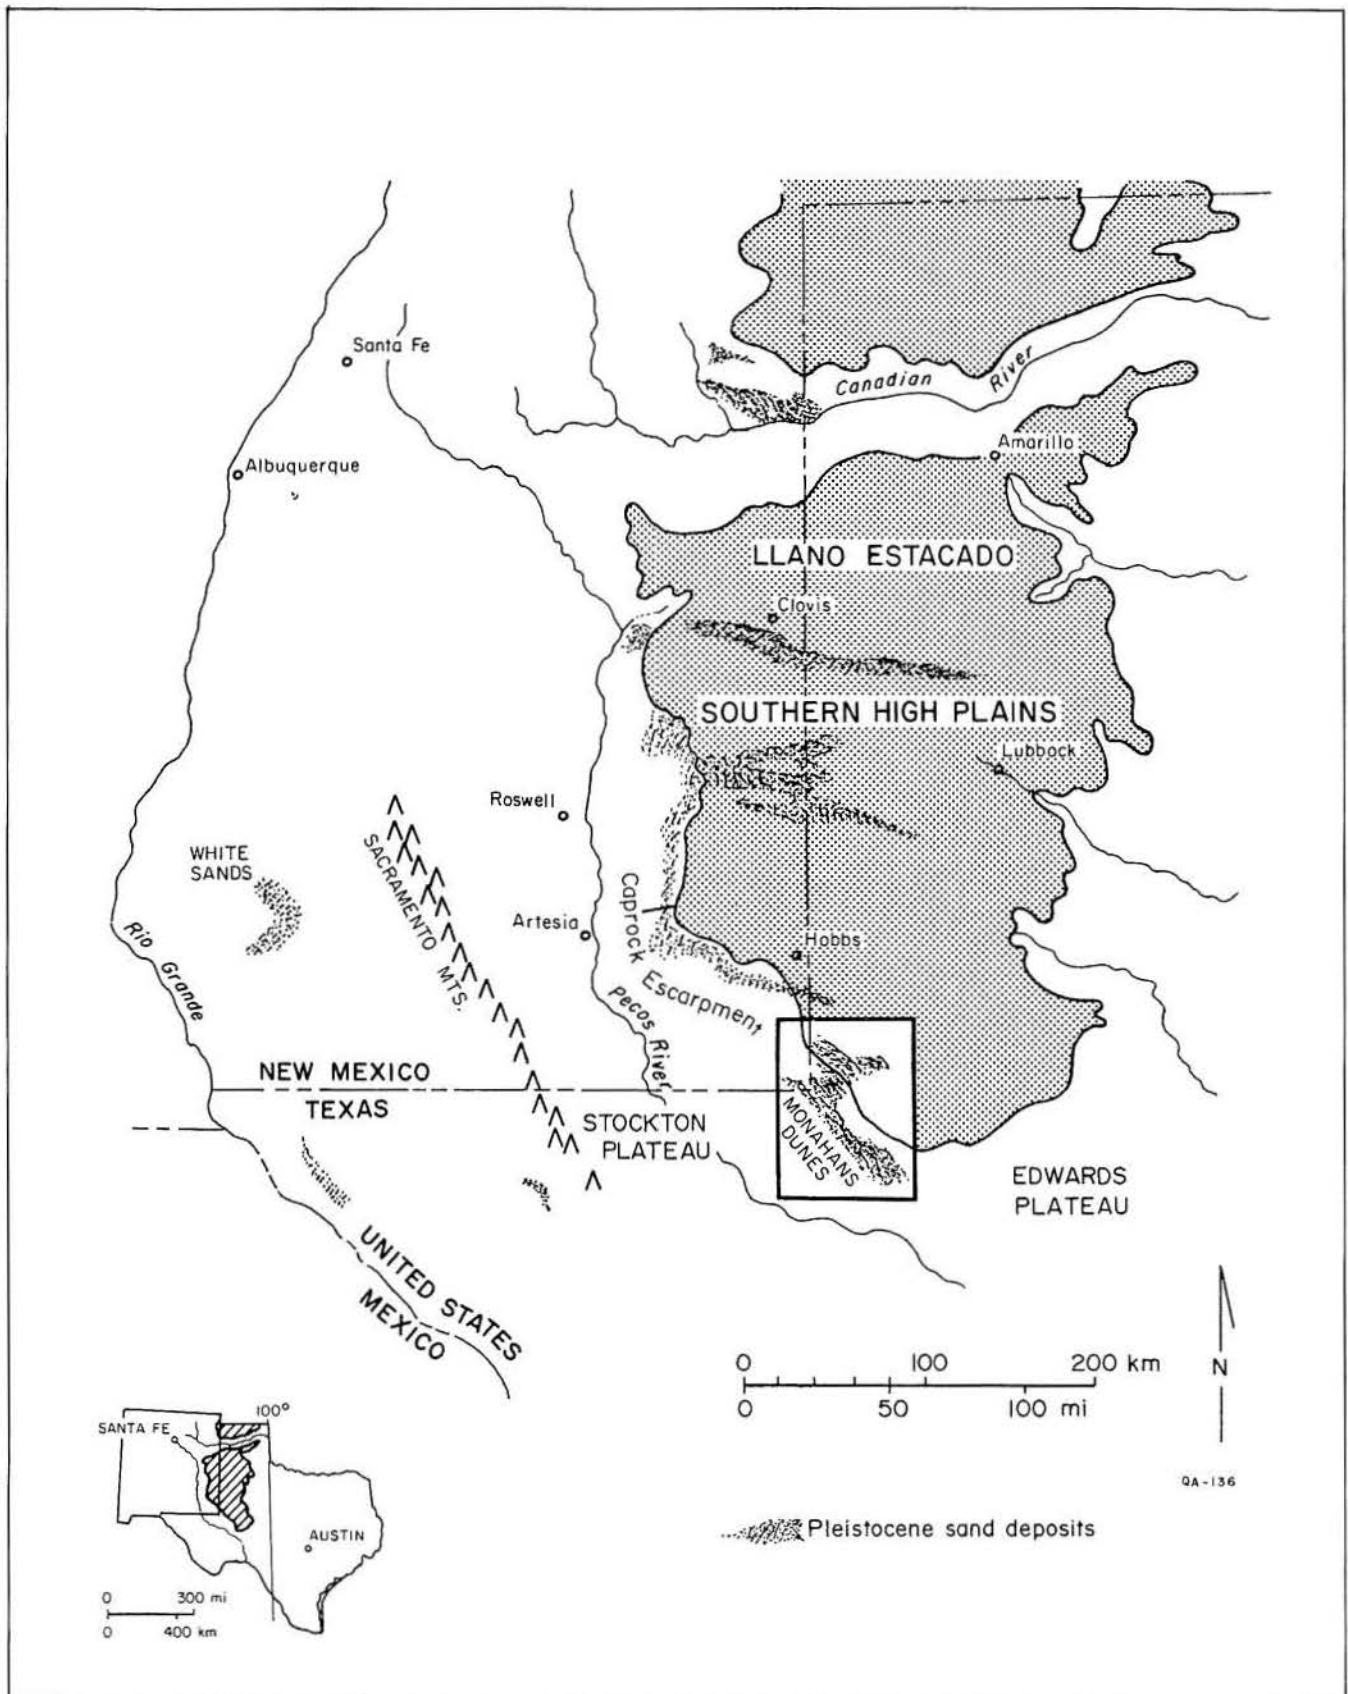 Santa Fe
Canadian River
Amarillo
Albuquerque
LLANO ESTACADO
Clovis
SOUTHERN HIGH PLAINS
Lubbock
Roswell
WHITE
SANDS
SACRAMENTO MTS.
Artesia
Caprock
Escarpment
Hobbs
Rio Grande
Pecos River
NEW MEXICO
TEXAS
STOCKTON
PLATEAU
MONAHANS
DUNES
EDWARDS
PLATEAU
UNITED STATES
MEXICO
0 100 200 km
0 50 100 mi
N
100°
SANTA FE
AUSTIN
0 300 mi
0 400 km
QA-136
Pleistocene sand deposits